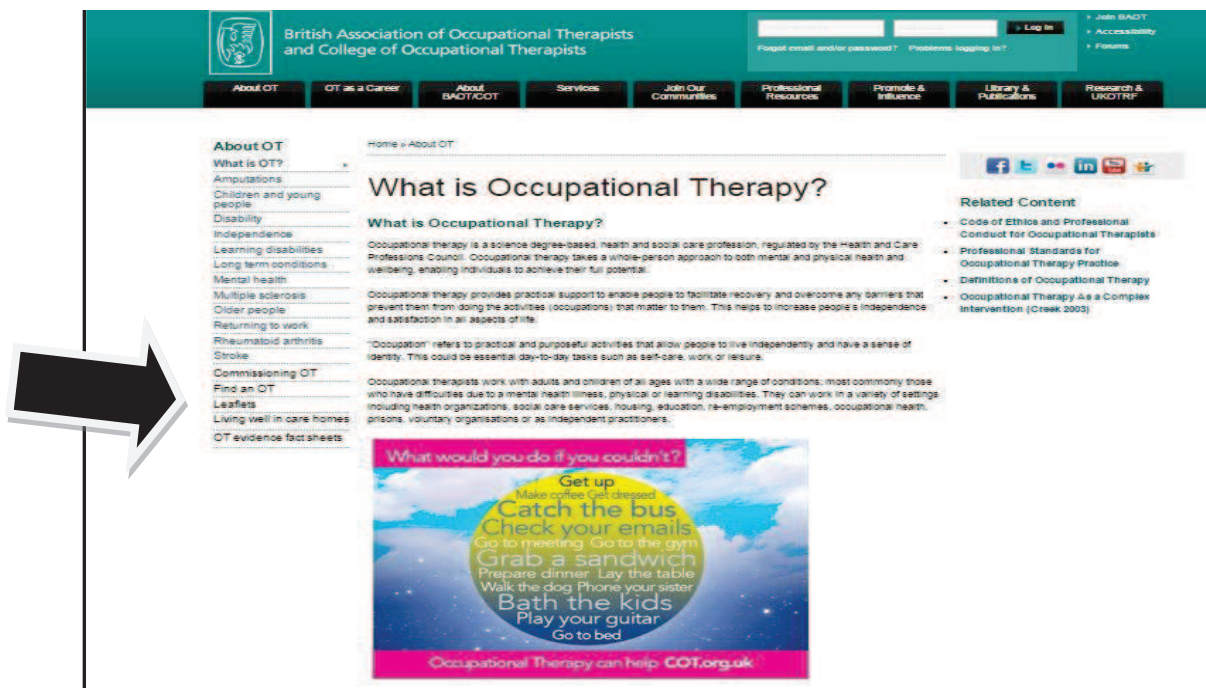 British Association of Occupational Therapists
and College of Occupational Therapists
Log in
Forgot email and/or password? Problems logging in?
Join BAOT
Accessibility
Forums
About OT
OT as a Career
About
BAOT/COT
Services
Join Our
Communities
Professional
Resources
Promote &
Influence
Library &
Publications
Research &
UKOTRF
About OT
What is OT?
Amputations
Children and young
people
Disability
Independence
Learning disabilities
Long term conditions
Mental health
Multiple sclerosis
Older people
Returning to work
Rheumatoid arthritis
Stroke
Commissioning OT
Find an OT
Leaflets
Living well in care homes
OT evidence fact sheets
Home » About OT
What is Occupational Therapy?
What is Occupational Therapy?
Occupational therapy is a science degree-based, health and social care profession, regulated by the Health and Care
Professions Council. Occupational therapy takes a whole-person approach to both mental and physical health and
wellbeing, enabling individuals to achieve their full potential.
Occupational therapy provides practical support to enable people to facilitate recovery and overcome any barriers that
prevent them from doing the activities (occupations) that matter to them. This helps to increase people's independence
and satisfaction in all aspects of life.
"Occupation" refers to practical and purposeful activities that allow people to live independently and have a sense of
identity. This could be essential day-to-day tasks such as self-care, work or leisure.
Occupational therapists work with adults and children of all ages with a wide range of conditions; most commonly those
who have difficulties due to a mental health illness, physical or learning disabilities. They can work in a variety of settings
including health organizations, social care services, housing, education, re-employment schemes, occupational health,
prisons, voluntary organisations or as independent practitioners.
What would you do if you couldn't?
Get up
Make coffee Get dressed
Catch the bus
Check your emails
Go to meeting Go to the gym
Grab a sandwich
Prepare dinner Lay the table
Walk the dog Phone your sister
Bath the kids
Play your guitar
Go to bed
Occupational Therapy can help COT.org.uk
f
in
You
Tube
Related Content
Code of Ethics and Professional
Conduct for Occupational Therapists
Professional Standards for
Occupational Therapy Practice
Definitions of Occupational Therapy
Occupational Therapy As a Complex
Intervention (Creek 2003)